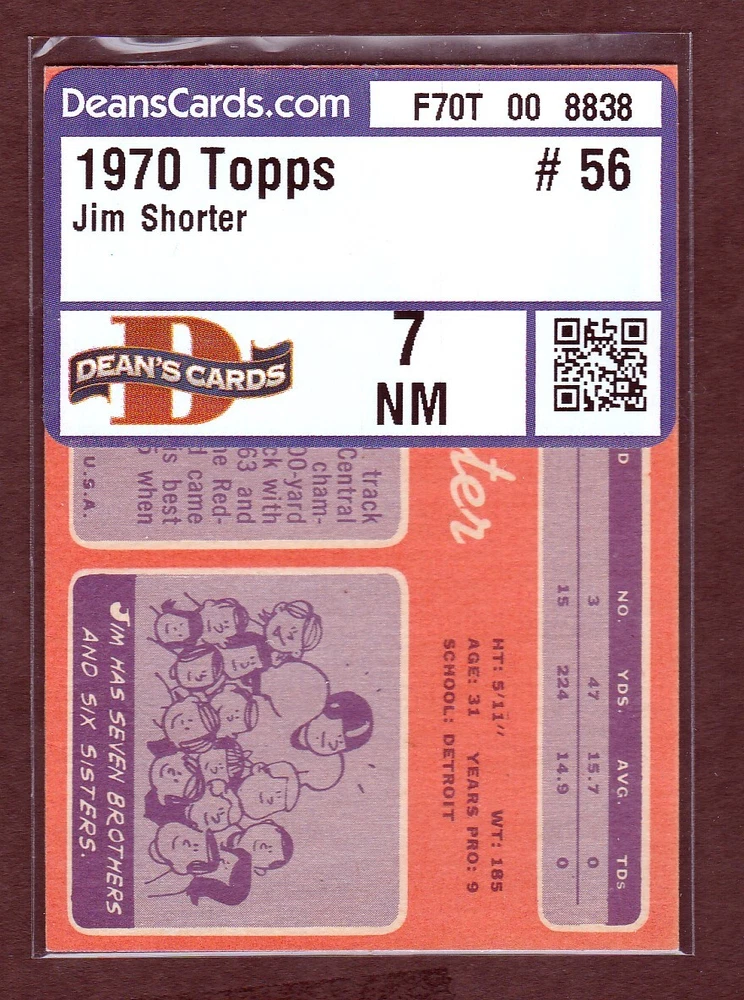 DeansCards.com
F70T 00 8838
1970 Topps
# 56
Jim Shorter
D
DEAN'S CARDS
7
NM
track
Central
cham-
00-yard
ck with
63 and
he Red-
came
is best
when
U.S.A.
ter
HT: 5/11" WT: 185
AGE: 31 YEARS PRO: 9
SCHOOL: DETROIT
D NO. YDS. AVG. TDs
3 47 15.7 0
15 224 14.9 0
JIM HAS SEVEN BROTHERS
AND SIX SISTERS.